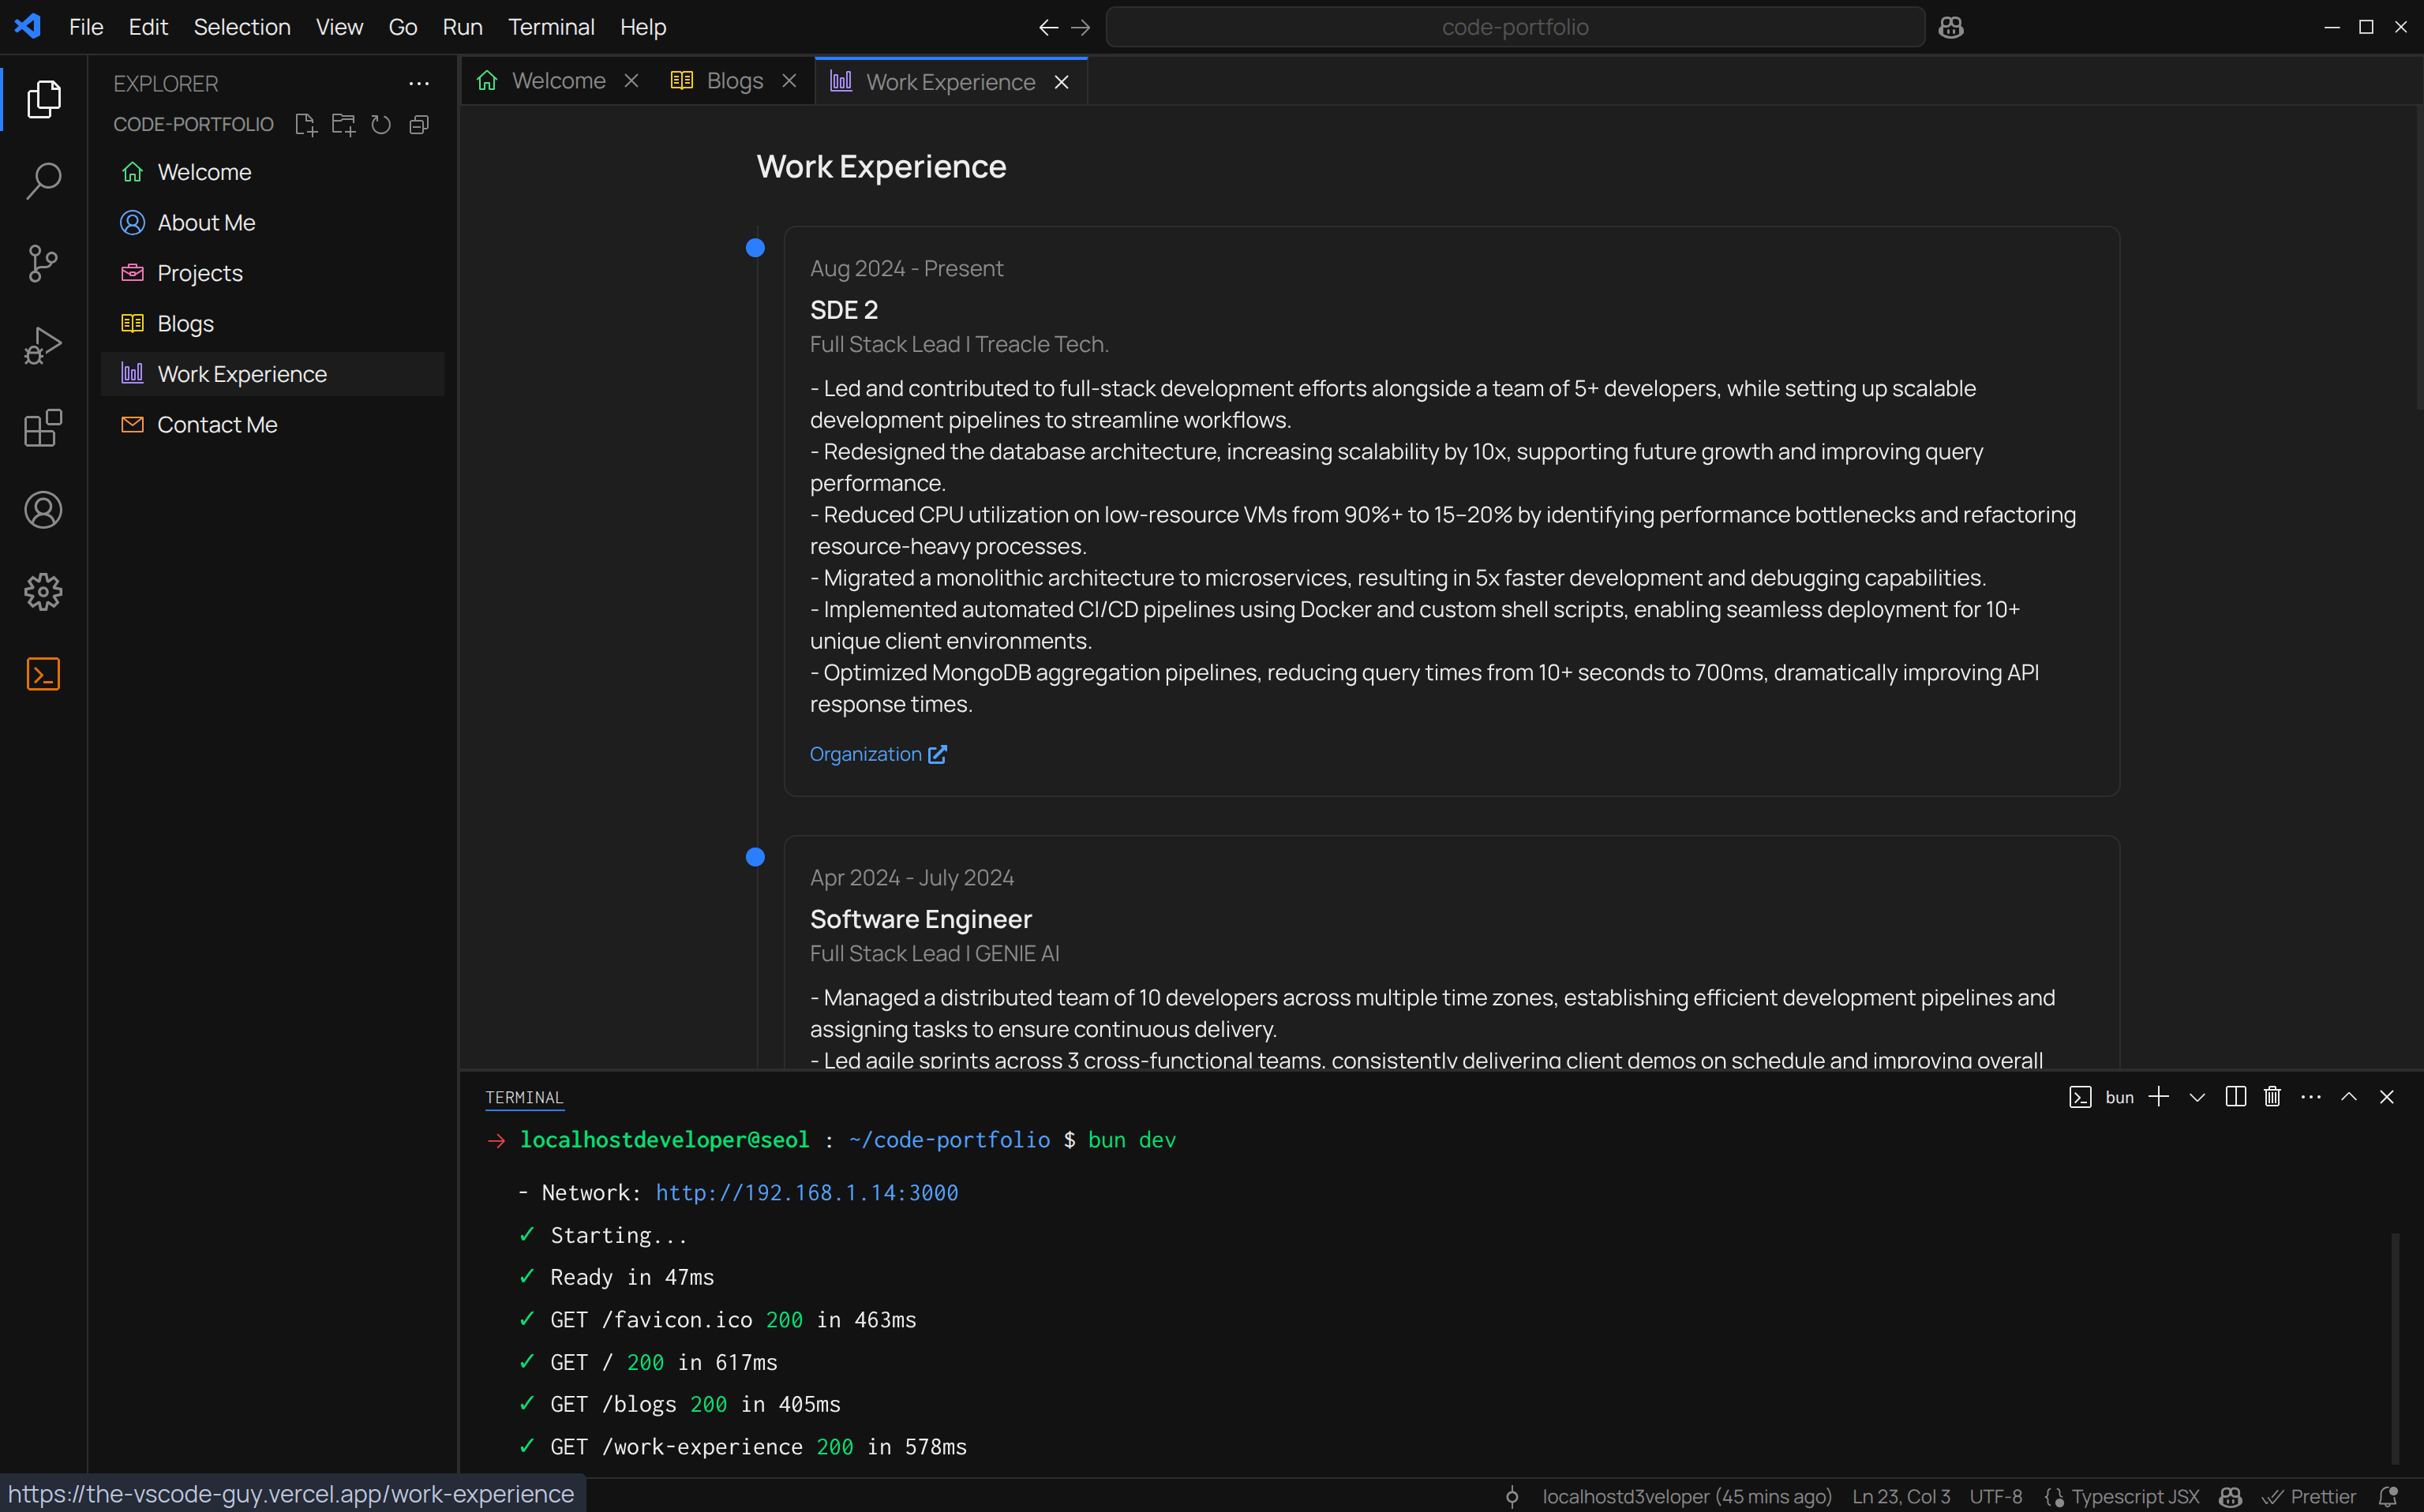 File Edit Selection View Go Run Terminal Help
code-portfolio
EXPLORER
CODE-PORTFOLIO
Welcome
About Me
Projects
Blogs
Work Experience
Contact Me
Welcome Blogs Work Experience
Work Experience
Aug 2024 - Present
SDE 2
Full Stack Lead | Treacle Tech.
- Led and contributed to full-stack development efforts alongside a team of 5+ developers, while setting up scalable
development pipelines to streamline workflows.
- Redesigned the database architecture, increasing scalability by 10x, supporting future growth and improving query
performance.
- Reduced CPU utilization on low-resource VMs from 90%+ to 15–20% by identifying performance bottlenecks and refactoring
resource-heavy processes.
- Migrated a monolithic architecture to microservices, resulting in 5x faster development and debugging capabilities.
- Implemented automated CI/CD pipelines using Docker and custom shell scripts, enabling seamless deployment for 10+
unique client environments.
- Optimized MongoDB aggregation pipelines, reducing query times from 10+ seconds to 700ms, dramatically improving API
response times.
Organization
Apr 2024 - July 2024
Software Engineer
Full Stack Lead | GENIE AI
- Managed a distributed team of 10 developers across multiple time zones, establishing efficient development pipelines and
assigning tasks to ensure continuous delivery.
- Led agile sprints across 3 cross-functional teams, consistently delivering client demos on schedule and improving overall
TERMINAL
bun
→ localhostdeveloper@seol : ~/code-portfolio $ bun dev
- Network: http://192.168.1.14:3000
✓ Starting...
✓ Ready in 47ms
✓ GET /favicon.ico 200 in 463ms
✓ GET / 200 in 617ms
✓ GET /blogs 200 in 405ms
✓ GET /work-experience 200 in 578ms
https://the-vscode-guy.vercel.app/work-experience
localhostd3veloper (45 mins ago) Ln 23, Col 3 UTF-8 Typescript JSX Prettier